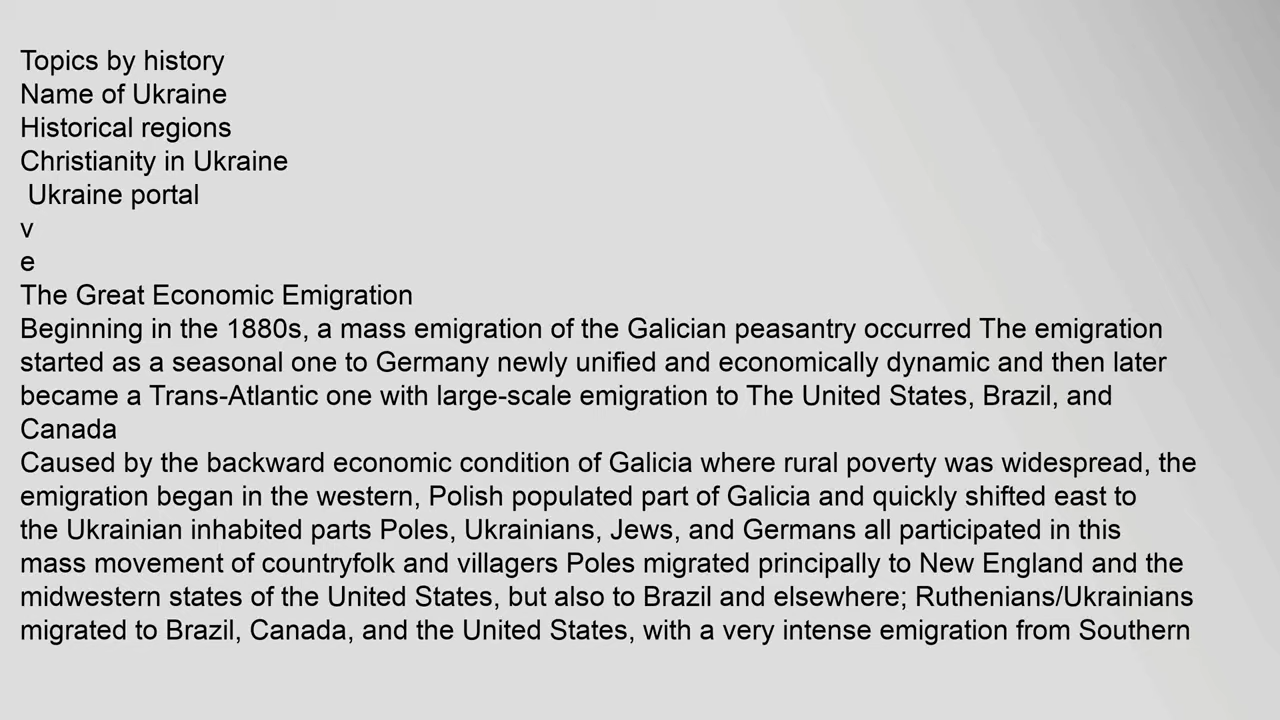 Topics by history
Name of Ukraine
Historical regions
Christianity in Ukraine
Ukraine portal
v
e
The Great Economic Emigration
Beginning in the 1880s, a mass emigration of the Galician peasantry occurred The emigration
started as a seasonal one to Germany newly unified and economically dynamic and then later
became a Trans-Atlantic one with large-scale emigration to The United States, Brazil, and
Canada
Caused by the backward economic condition of Galicia where rural poverty was widespread, the
emigration began in the western, Polish populated part of Galicia and quickly shifted east to
the Ukrainian inhabited parts Poles, Ukrainians, Jews, and Germans all participated in this
mass movement of countryfolk and villagers Poles migrated principally to New England and the
midwestern states of the United States, but also to Brazil and elsewhere; Ruthenians/Ukrainians
migrated to Brazil, Canada, and the United States, with a very intense emigration from Southern